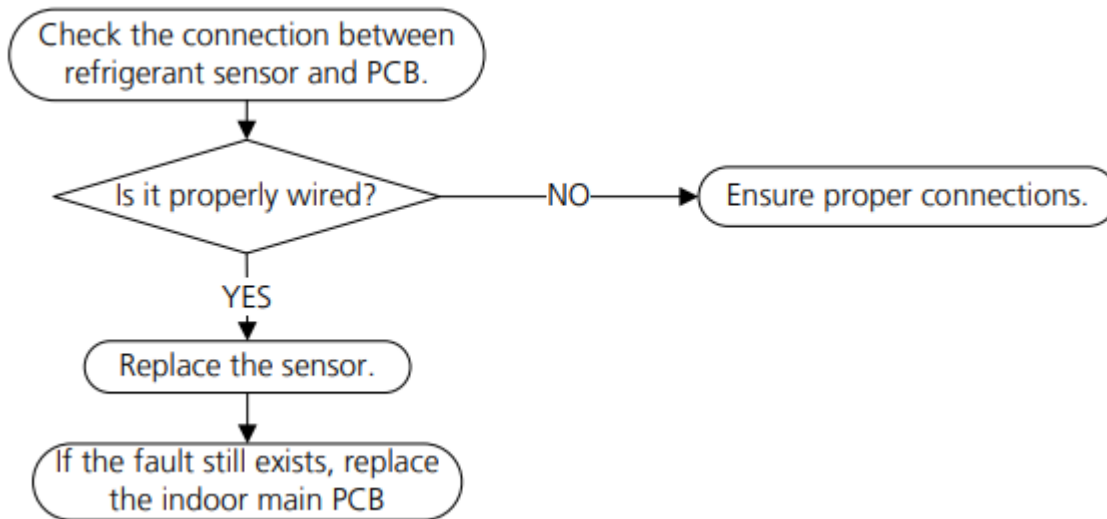 Check the connection between
refrigerant sensor and PCB.
Is it properly wired?
NO
Ensure proper connections.
YES
Replace the sensor.
If the fault still exists, replace
the indoor main PCB